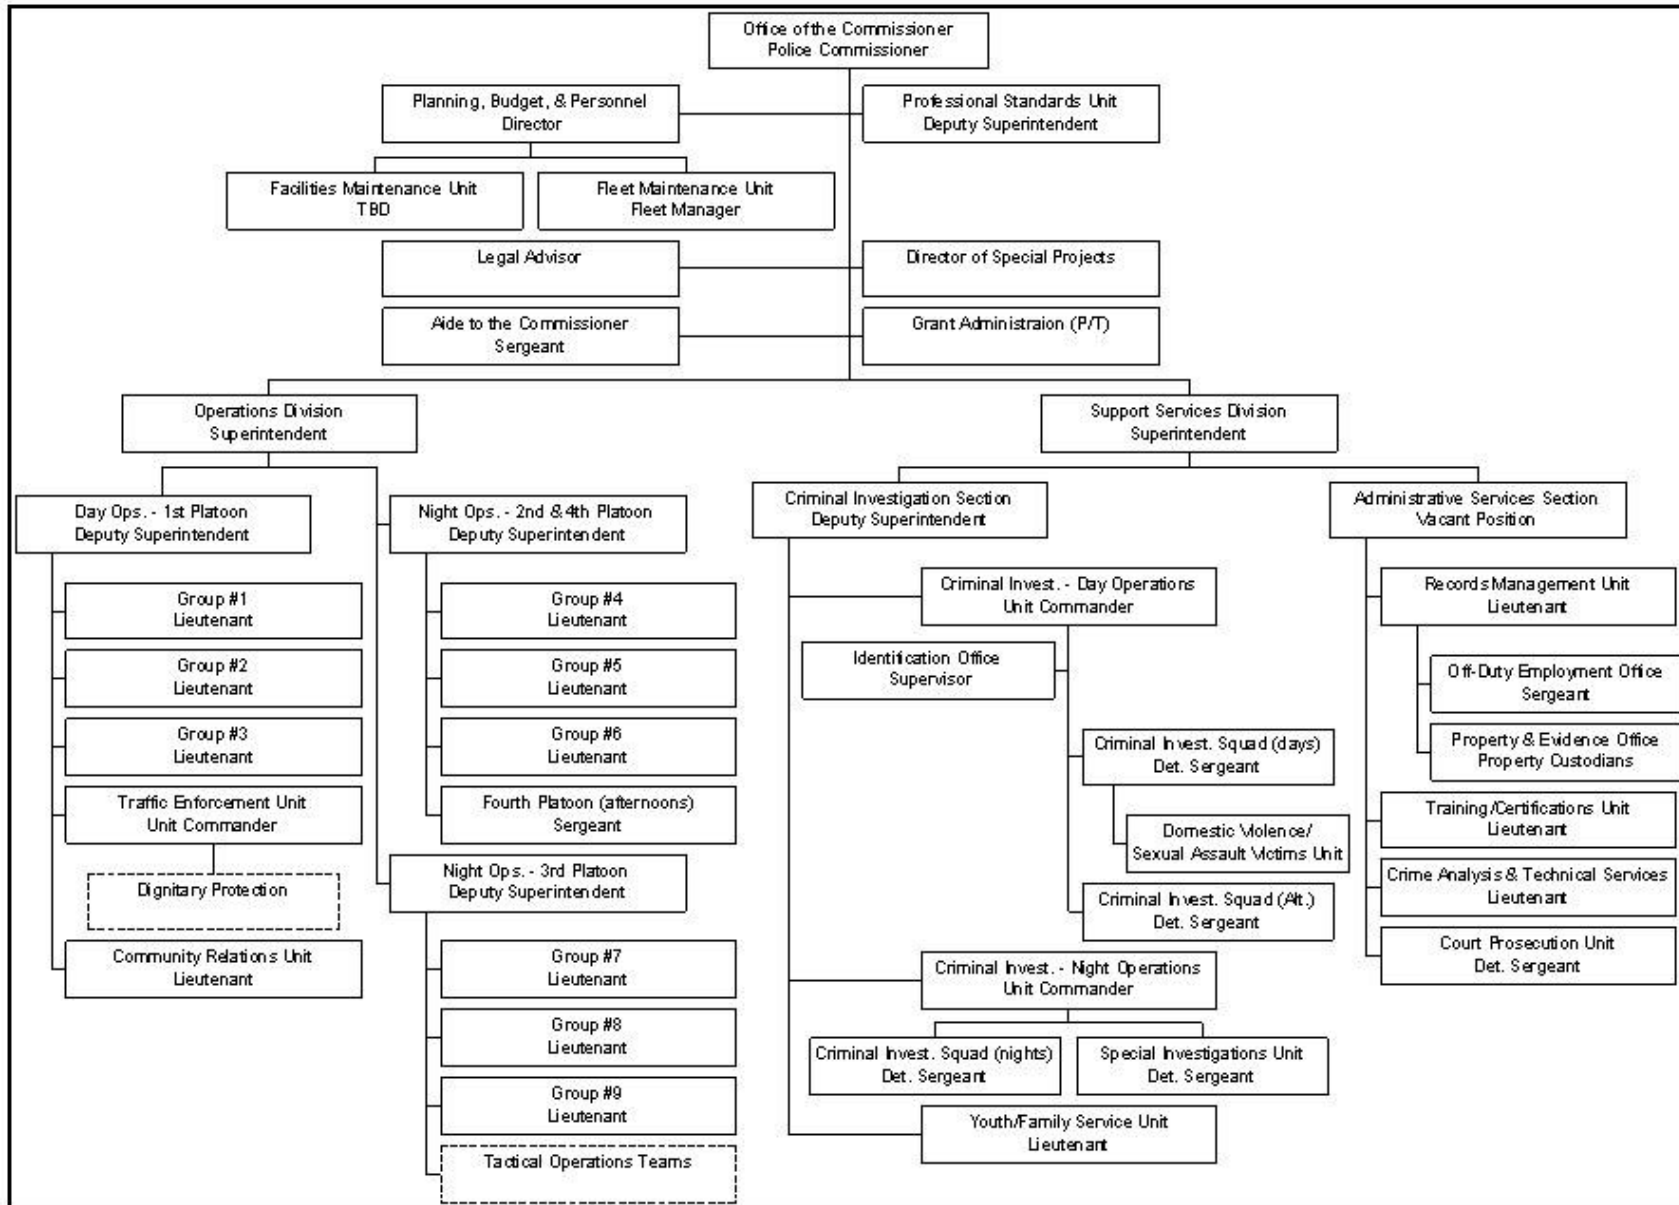 Office of the Commissioner
Police Commissioner
Planning, Budget, & Personnel
Director
Professional Standards Unit
Deputy Superintendent
Facilities Maintenance Unit
TBD
Fleet Maintenance Unit
Fleet Manager
Legal Advisor
Director of Special Projects
Aide to the Commissioner
Sergeant
Grant Administraion (P/T)
Operations Division
Superintendent
Support Services Division
Superintendent
Day Ops. - 1st Platoon
Deputy Superintendent
Group #1
Lieutenant
Group #2
Lieutenant
Group #3
Lieutenant
Traffic Enforcement Unit
Unit Commander
Dignitary Protection
Community Relations Unit
Lieutenant
Night Ops. - 2nd & 4th Platoon
Deputy Superintendent
Group #4
Lieutenant
Group #5
Lieutenant
Group #6
Lieutenant
Fourth Platoon (afternoons)
Sergeant
Night Ops. - 3rd Platoon
Deputy Superintendent
Group #7
Lieutenant
Group #8
Lieutenant
Group #9
Lieutenant
Tactical Operations Teams
Criminal Investigation Section
Deputy Superintendent
Criminal Invest. - Day Operations
Unit Commander
Identification Office
Supervisor
Criminal Invest. Squad (days)
Det. Sergeant
Domestic Violence/
Sexual Assault Victims Unit
Criminal Invest. Squad (Alt.)
Det. Sergeant
Criminal Invest. - Night Operations
Unit Commander
Criminal Invest. Squad (nights)
Det. Sergeant
Special Investigations Unit
Det. Sergeant
Youth/Family Service Unit
Lieutenant
Administrative Services Section
Vacant Position
Records Management Unit
Lieutenant
Off-Duty Employment Office
Sergeant
Property & Evidence Office
Property Custodians
Training/Certifications Unit
Lieutenant
Crime Analysis & Technical Services
Lieutenant
Court Prosecution Unit
Det. Sergeant